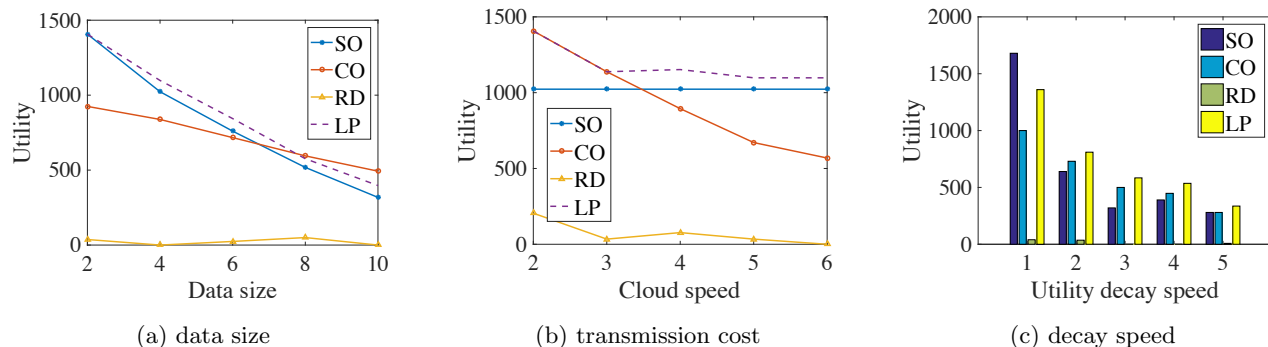 1500
1000
500
0
Utility
2 4 6 8 10
Data size
SO
CO
RD
LP
(a) data size
1500
1000
500
0
Utility
2 3 4 5 6
Cloud speed
SO
CO
RD
LP
(b) transmission cost
2000
1500
1000
500
0
Utility
1 2 3 4 5
Utility decay speed
SO
CO
RD
LP
(c) decay speed